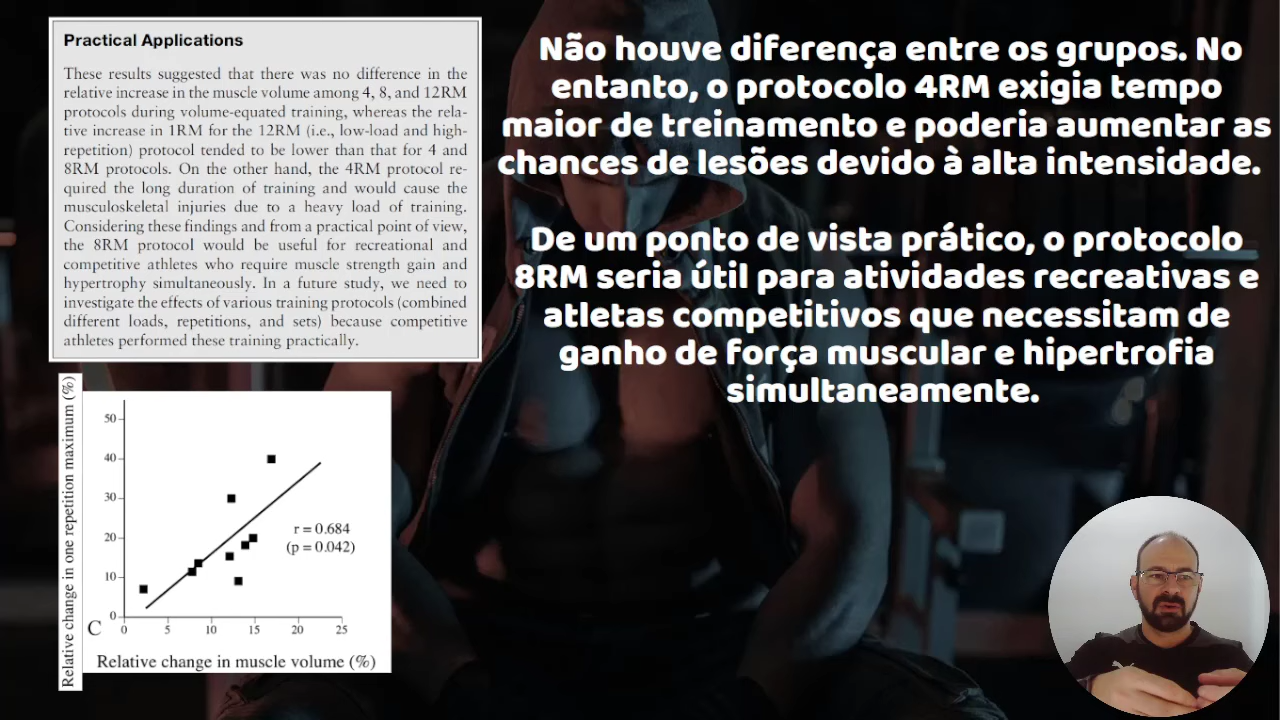 Practical Applications
These results suggested that there was no difference in the
relative increase in the muscle volume among 4, 8, and 12RM
protocols during volume-equated training, whereas the rela-
tive increase in 1RM for the 12RM (i.e., low-load and high-
repetition) protocol tended to be lower than that for 4 and
8RM protocols. On the other hand, the 4RM protocol re-
quired the long duration of training and would cause the
musculoskeletal injuries due to a heavy load of training.
Considering these findings and from a practical point of view,
the 8RM protocol would be useful for recreational and
competitive athletes who require muscle strength gain and
hypertrophy simultaneously. In a future study, we need to
investigate the effects of various training protocols (combined
different loads, repetitions, and sets) because competitive
athletes performed these training practically.
Não houve diferença entre os grupos. No
entanto, o protocolo 4RM exigia tempo
maior de treinamento e poderia aumentar as
chances de lesões devido à alta intensidade.
De um ponto de vista prático, o protocolo
8RM seria útil para atividades recreativas e
atletas competitivos que necessitam de
ganho de força muscular e hipertrofia
simultaneamente.
Relative change in one repetition maximum (%)
50
40
30
20
10
0
r = 0.684
(p = 0.042)
C
0 5 10 15 20 25
Relative change in muscle volume (%)